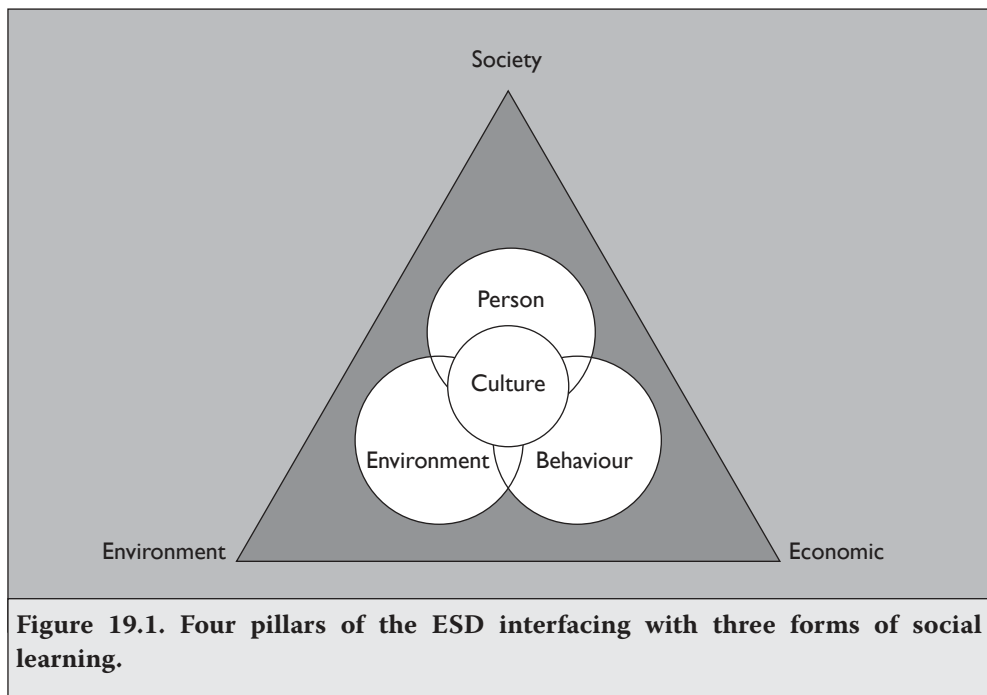 Society
Person
Culture
Environment Behaviour
Environment Economic
Figure 19.1. Four pillars of the ESD interfacing with three forms of social
learning.